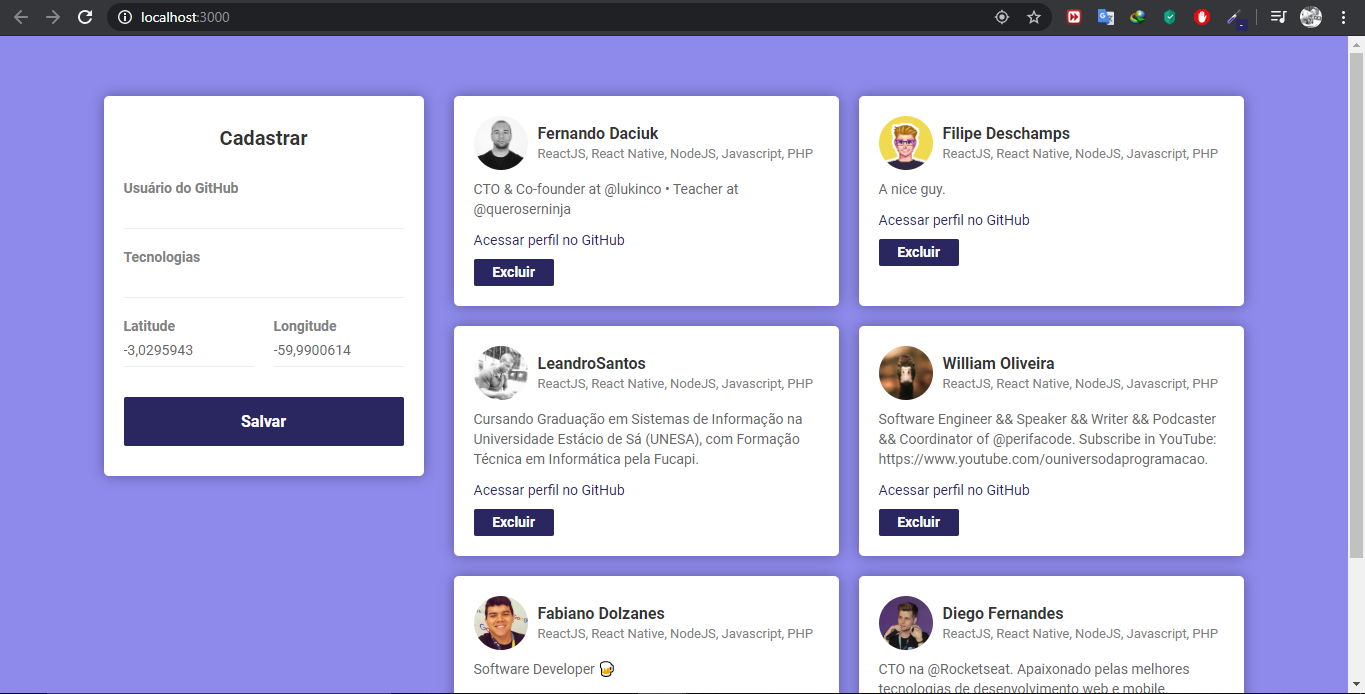 localhost:3000
Cadastrar
Usuário do GitHub
Tecnologias
Latitude
Longitude
-3,0295943
-59,9900614
Salvar
Fernando Daciuk
ReactJS, React Native, NodeJS, Javascript, PHP
CTO & Co-founder at @lukinco • Teacher at
@queroserninja
Acessar perfil no GitHub
Excluir
Filipe Deschamps
ReactJS, React Native, NodeJS, Javascript, PHP
A nice guy.
Acessar perfil no GitHub
Excluir
LeandroSantos
ReactJS, React Native, NodeJS, Javascript, PHP
Cursando Graduação em Sistemas de Informação na
Universidade Estácio de Sá (UNESA), com Formação
Técnica em Informática pela Fucapi.
Acessar perfil no GitHub
Excluir
William Oliveira
ReactJS, React Native, NodeJS, Javascript, PHP
Software Engineer && Speaker && Writer && Podcaster
&& Coordinator of @perifacode. Subscribe in YouTube:
https://www.youtube.com/ouniversodaprogramacao.
Acessar perfil no GitHub
Excluir
Fabiano Dolzanes
ReactJS, React Native, NodeJS, Javascript, PHP
Software Developer 🍺
Diego Fernandes
ReactJS, React Native, NodeJS, Javascript, PHP
CTO na @Rocketseat. Apaixonado pelas melhores
tecnologias de desenvolvimento web e mobile.